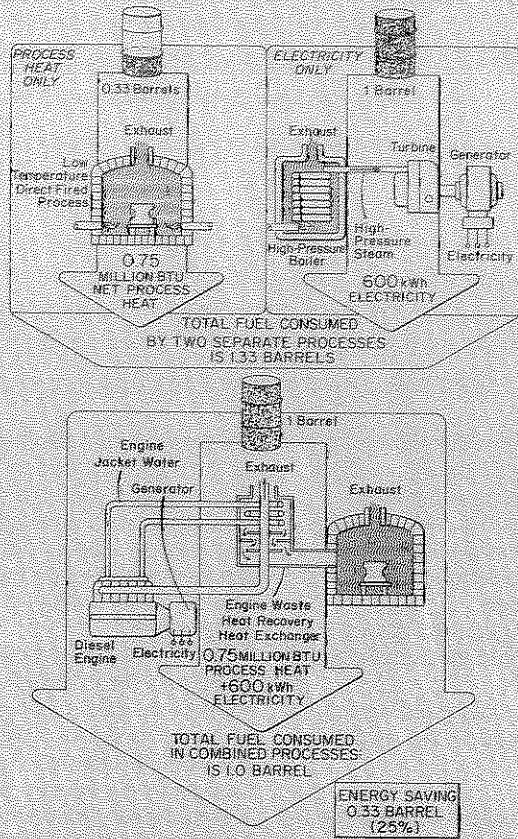 PROCESS
HEAT
ONLY
0.33 Barrels
Exhaust
Low
Temperature
Direct Fired
Process
0.75
MILLION BTU
NET PROCESS
HEAT
ELECTRICITY
ONLY
1 Barrel
Exhaust
Turbine
Generator
High-Pressure
Boiler
High-
Pressure
Steam
Electricity
600 kWh
ELECTRICITY
TOTAL FUEL CONSUMED
BY TWO SEPARATE PROCESSES
IS 1.33 BARRELS
1 Barrel
Engine
Jacket Water
Generator
Exhaust
Exhaust
Diesel
Engine
Electricity
Engine Waste
Heat Recovery
Heat Exchanger
0.75 MILLION BTU
PROCESS HEAT
+600 kWh
ELECTRICITY
TOTAL FUEL CONSUMED
IN COMBINED PROCESSES
IS 1.0 BARREL
ENERGY SAVING
0.33 BARREL
(25%)